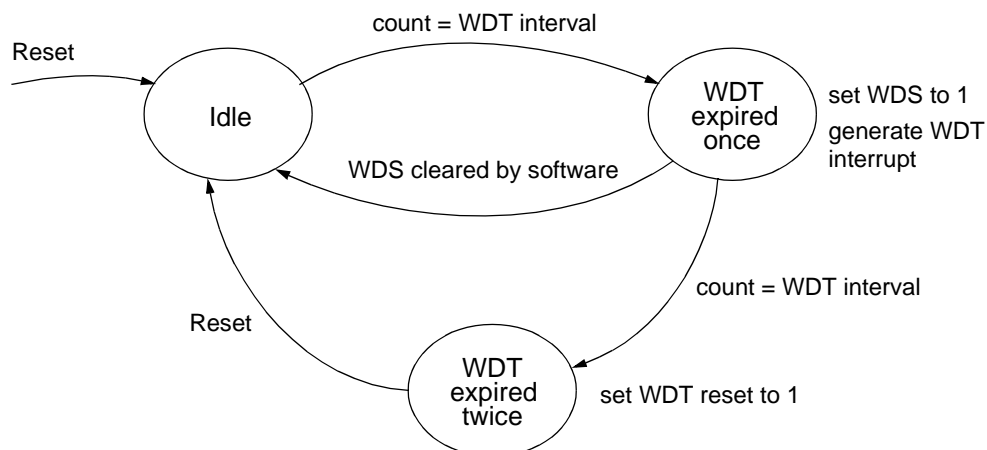 count = WDT interval
Reset
Idle
WDT
expired
once
set WDS to 1
generate WDT
interrupt
WDS cleared by software
count = WDT interval
Reset
WDT
expired
twice
set WDT reset to 1